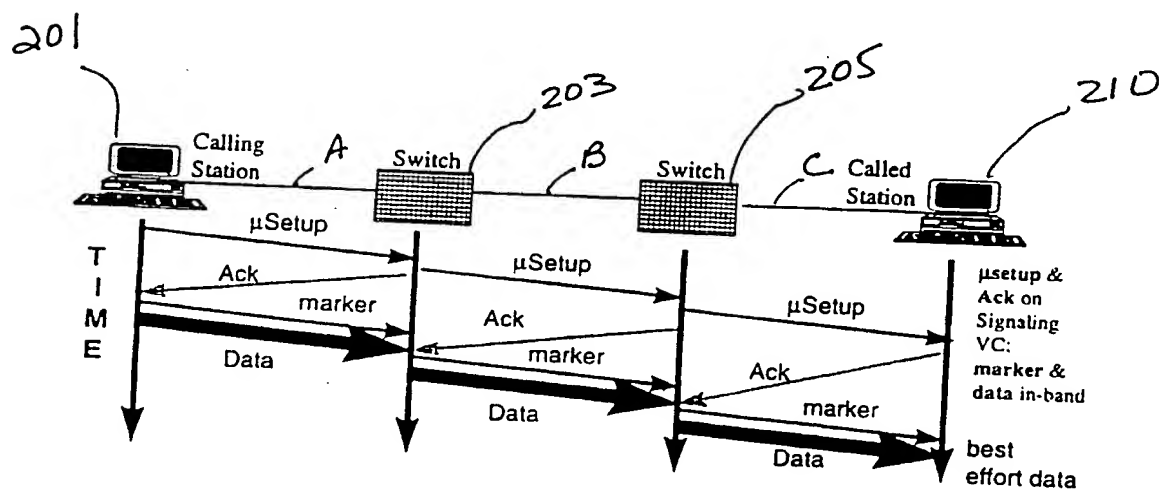 201
203
205
210
Calling
Station
A
Switch
B
Switch
C
Called
Station
T
I
M
E
µSetup
µSetup
µSetup
Ack
Ack
Ack
marker
marker
marker
Data
Data
Data
µsetup &
Ack on
Signaling
VC;
marker &
data in-band
best
effort data